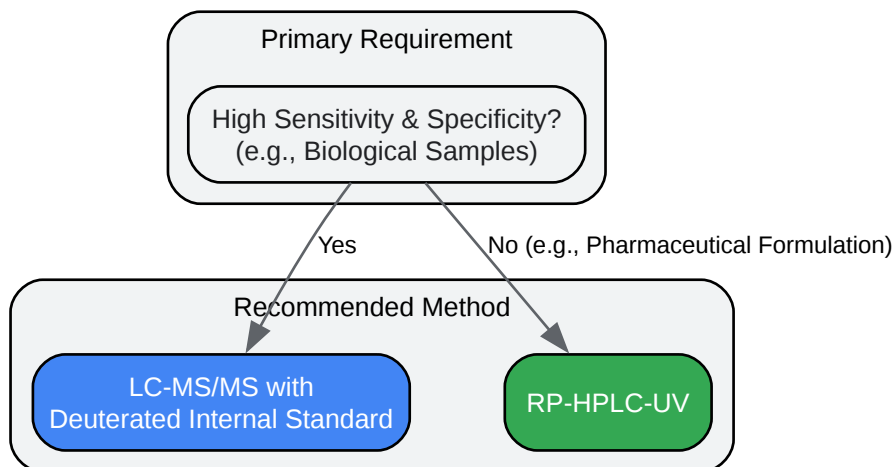 Primary Requirement
High Sensitivity & Specificity?
(e.g., Biological Samples)
Yes
No (e.g., Pharmaceutical Formulation)
Recommended Method
LC-MS/MS with
Deuterated Internal Standard
RP-HPLC-UV